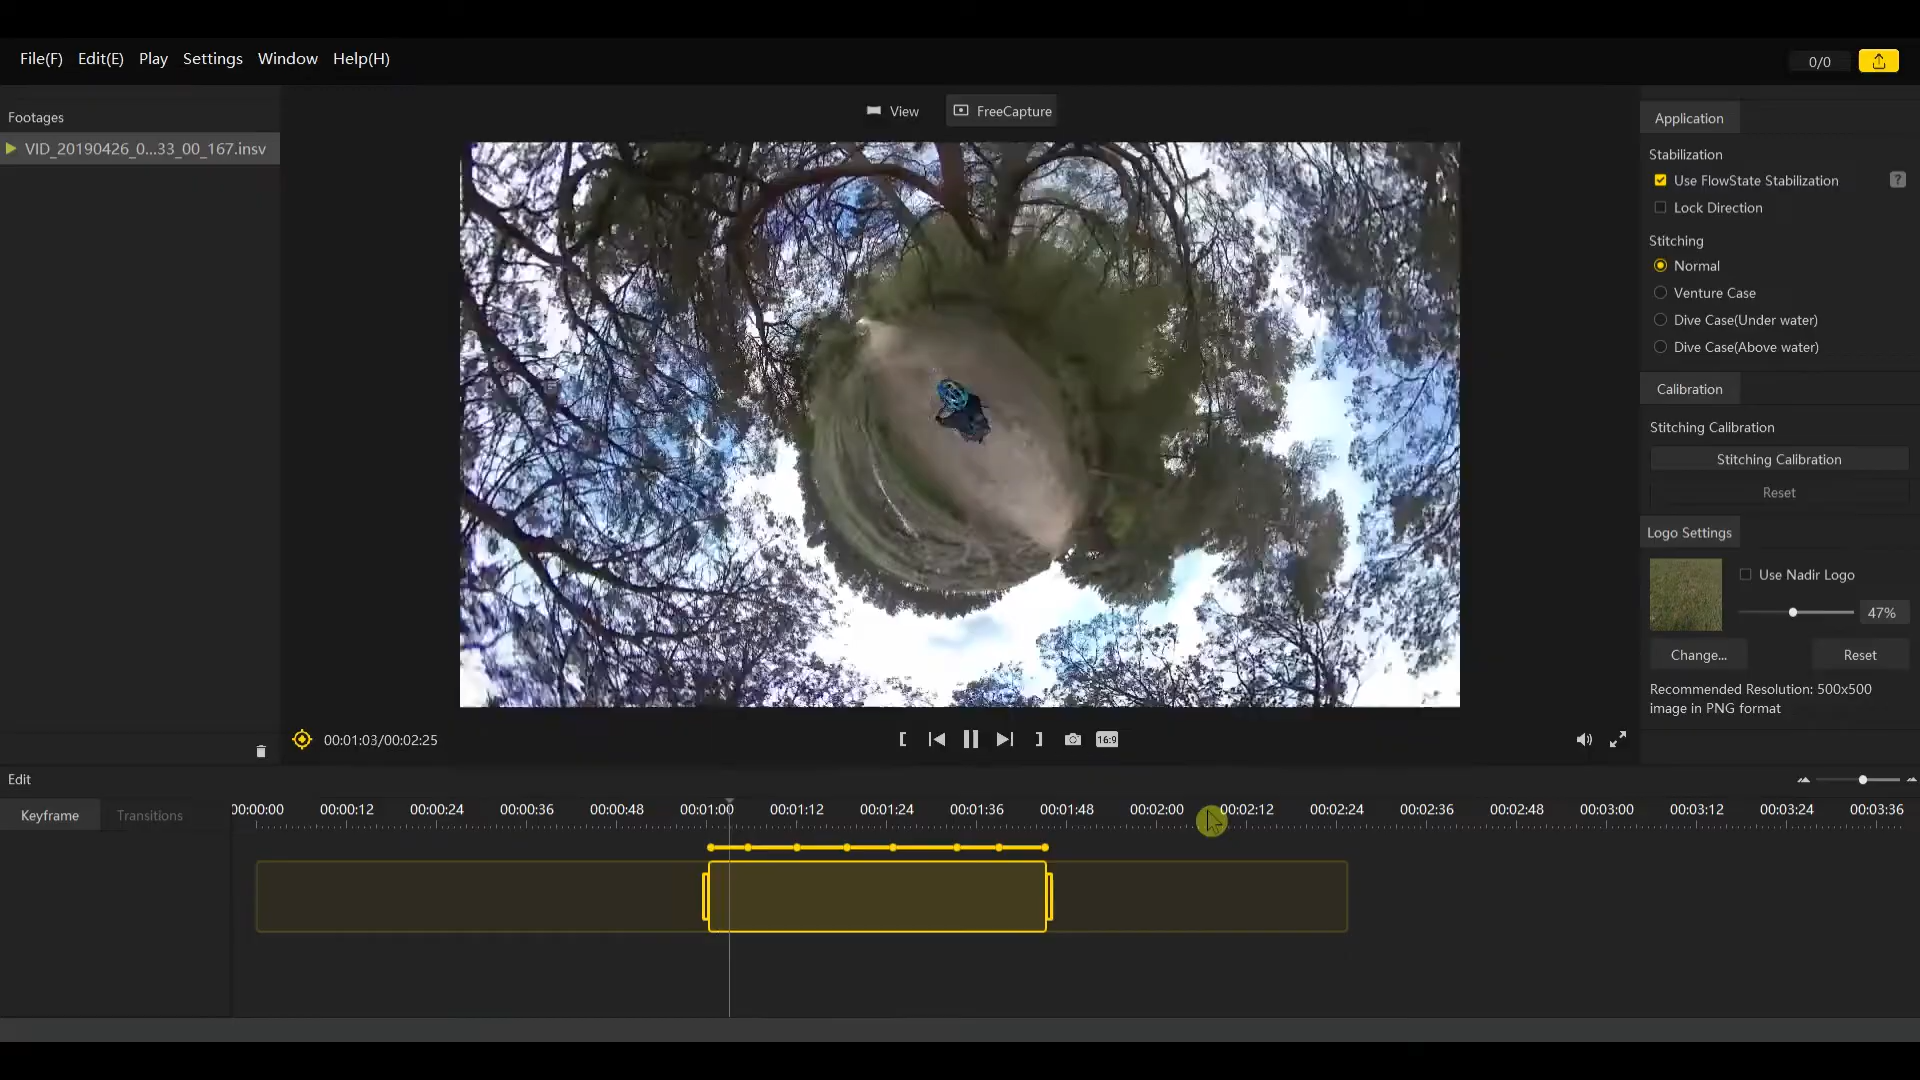 File(F) Edit(E) Play Settings Window Help(H)
0/0
Footages
VID_20190426_0...33_00_167.insv
View FreeCapture
Application
Stabilization
Use FlowState Stabilization ?
Lock Direction
Stitching
Normal
Venture Case
Dive Case(Under water)
Dive Case(Above water)
Calibration
Stitching Calibration
Stitching Calibration
Reset
Logo Settings
Use Nadir Logo
47%
Change... Reset
Recommended Resolution: 500x500
image in PNG format
00:01:03/00:02:25
16:9
Edit
Keyframe Transitions
00:00:00 00:00:12 00:00:24 00:00:36 00:00:48 00:01:00 00:01:12 00:01:24 00:01:36 00:01:48 00:02:00 00:02:12 00:02:24 00:02:36 00:02:48 00:03:00 00:03:12 00:03:24 00:03:36